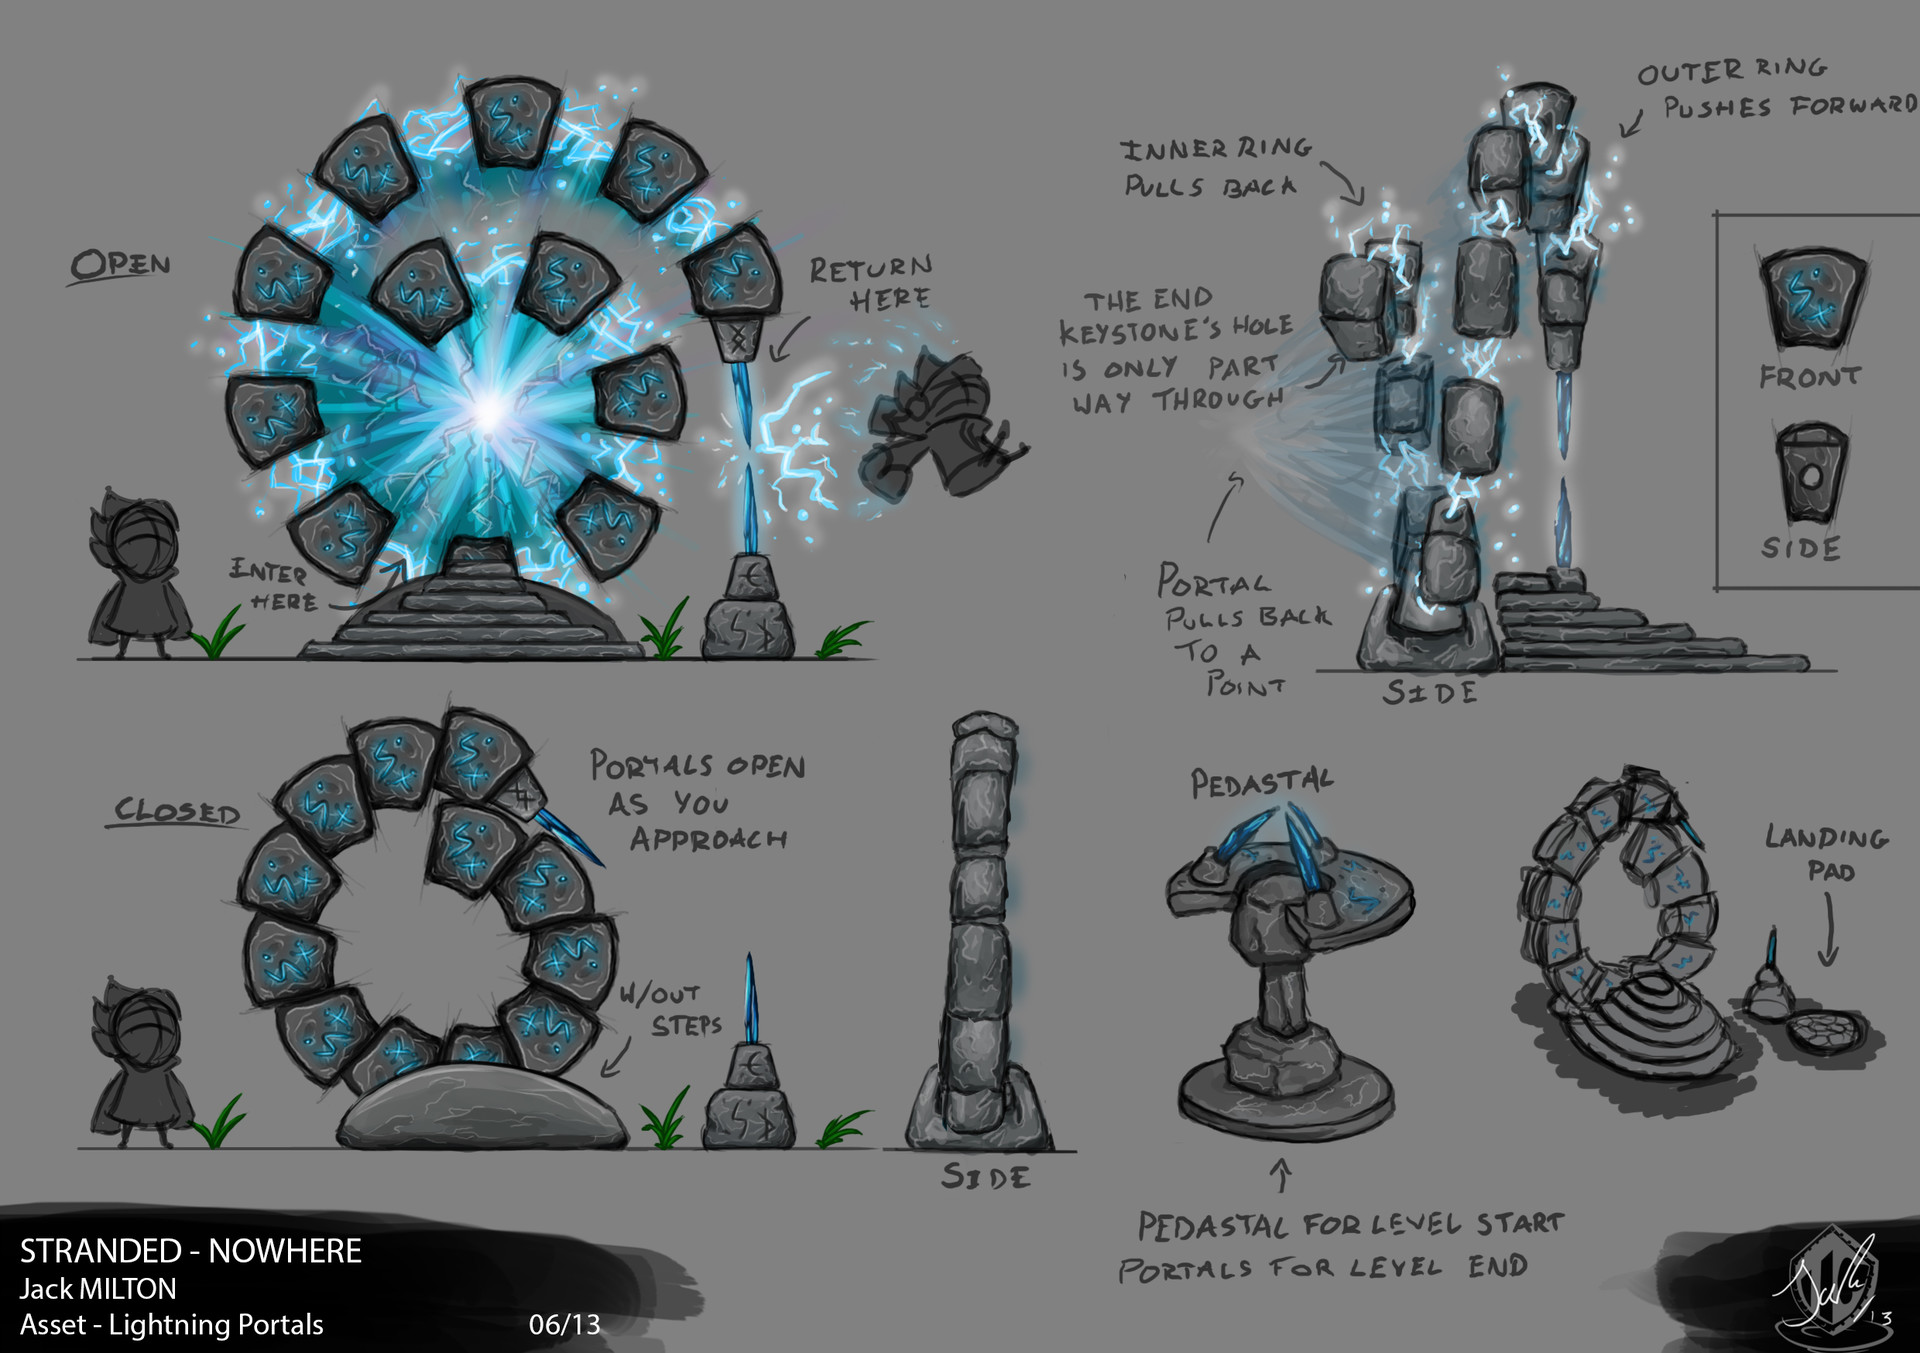 OPEN
RETURN
HERE
ENTER
HERE
INNER RING
PULLS BACK
OUTER RING
PUSHES FORWARD
THE END
KEYSTONE'S HOLE
IS ONLY PART
WAY THROUGH
PORTAL
PULLS BACK
TO A
POINT
SIDE
FRONT
SIDE
CLOSED
PORTALS OPEN
AS YOU
APPROACH
W/OUT
STEPS
SIDE
PEDASTAL
LANDING
PAD
PEDASTAL FOR LEVEL START
PORTALS FOR LEVEL END
STRANDED - NOWHERE
Jack MILTON
Asset - Lightning Portals
06/13
/13